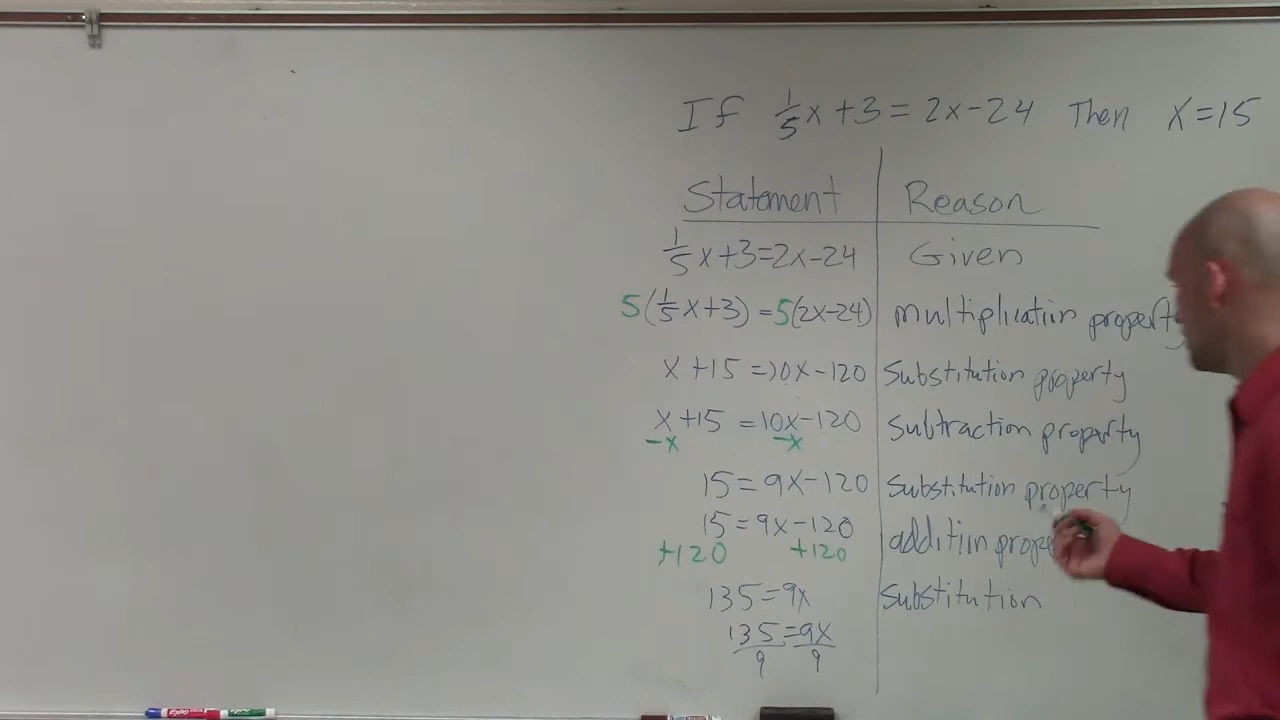 If 1/5x+3=2x-24 Then x=15
Statement Reason
1/5x+3=2x-24 Given
5(1/5x+3)=5(2x-24) multiplication property
x+15=10x-120 Substitution property
x+15=10x-120 Subtraction property
-x -x
15=9x-120 Substitution property
15=9x-120 addition
+120 +120
135=9x Substitution
135/9=9x/9
EXPO